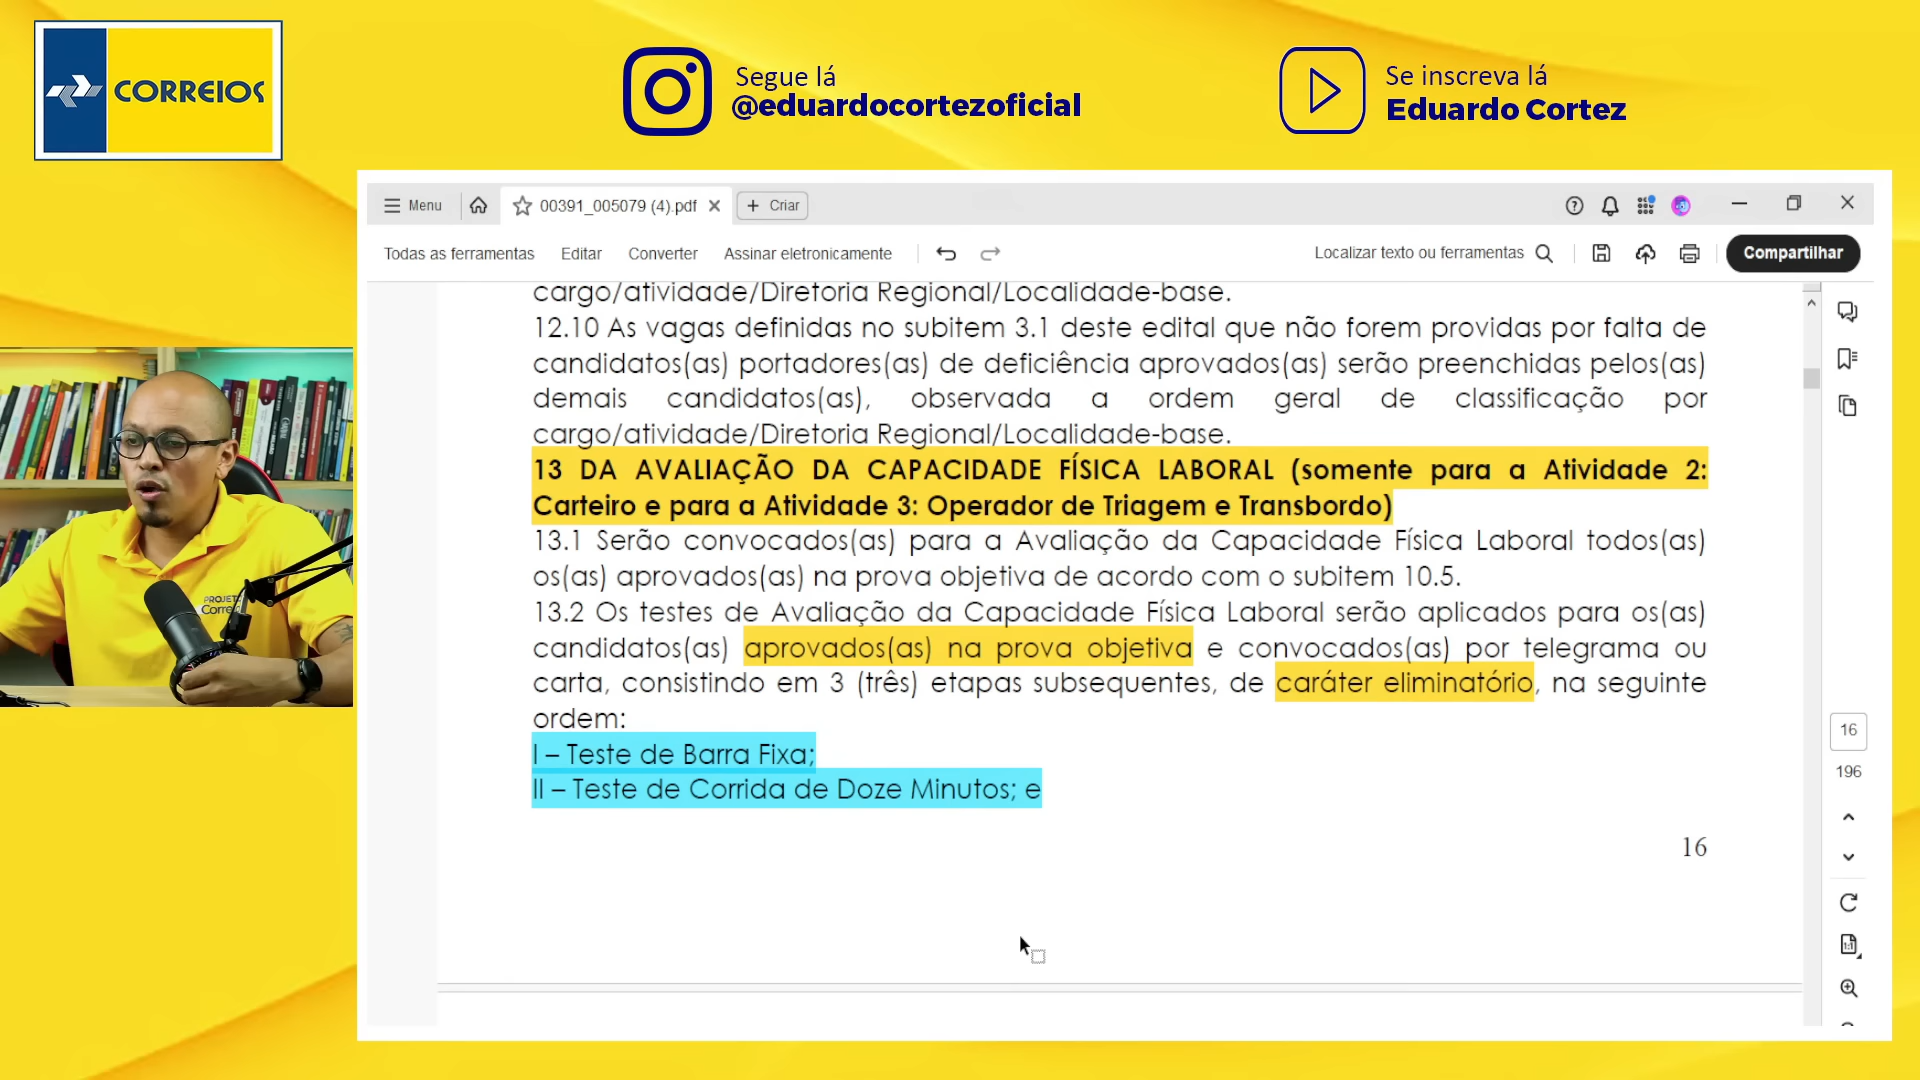 CORREIOS
Segue lá
@eduardocortezoficial
Se inscreva lá
Eduardo Cortez
Menu
00391_005079 (4).pdf
Criar
Todas as ferramentas
Editar
Converter
Assinar eletronicamente
Localizar texto ou ferramentas
Compartilhar
cargo/atividade/Diretoria Regional/Localidade-base.
12.10 As vagas definidas no subitem 3.1 deste edital que não forem providas por falta de
candidatos(as) portadores(as) de deficiência aprovados(as) serão preenchidas pelos(as)
demais candidatos(as), observada a ordem geral de classificação por
cargo/atividade/Diretoria Regional/Localidade-base.
13 DA AVALIAÇÃO DA CAPACIDADE FÍSICA LABORAL (somente para a Atividade 2:
Carteiro e para a Atividade 3: Operador de Triagem e Transbordo)
13.1 Serão convocados(as) para a Avaliação da Capacidade Física Laboral todos(as)
os(as) aprovados(as) na prova objetiva de acordo com o subitem 10.5.
13.2 Os testes de Avaliação da Capacidade Física Laboral serão aplicados para os(as)
candidatos(as) aprovados(as) na prova objetiva e convocados(as) por telegrama ou
carta, consistindo em 3 (três) etapas subsequentes, de caráter eliminatório, na seguinte
ordem:
I – Teste de Barra Fixa;
II – Teste de Corrida de Doze Minutos; e
16
16
196
PROJETO